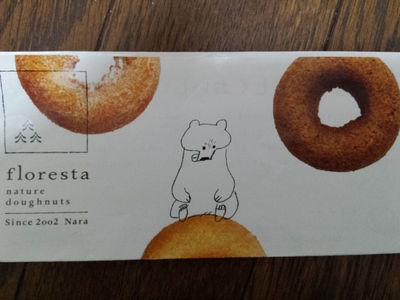 floresta
nature
doughnuts
Since 2002 Nara